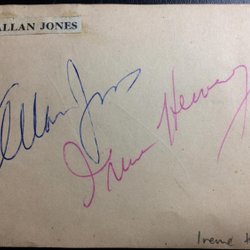 ALLAN JONES
Allan Jones
Irene Hervey
Irene